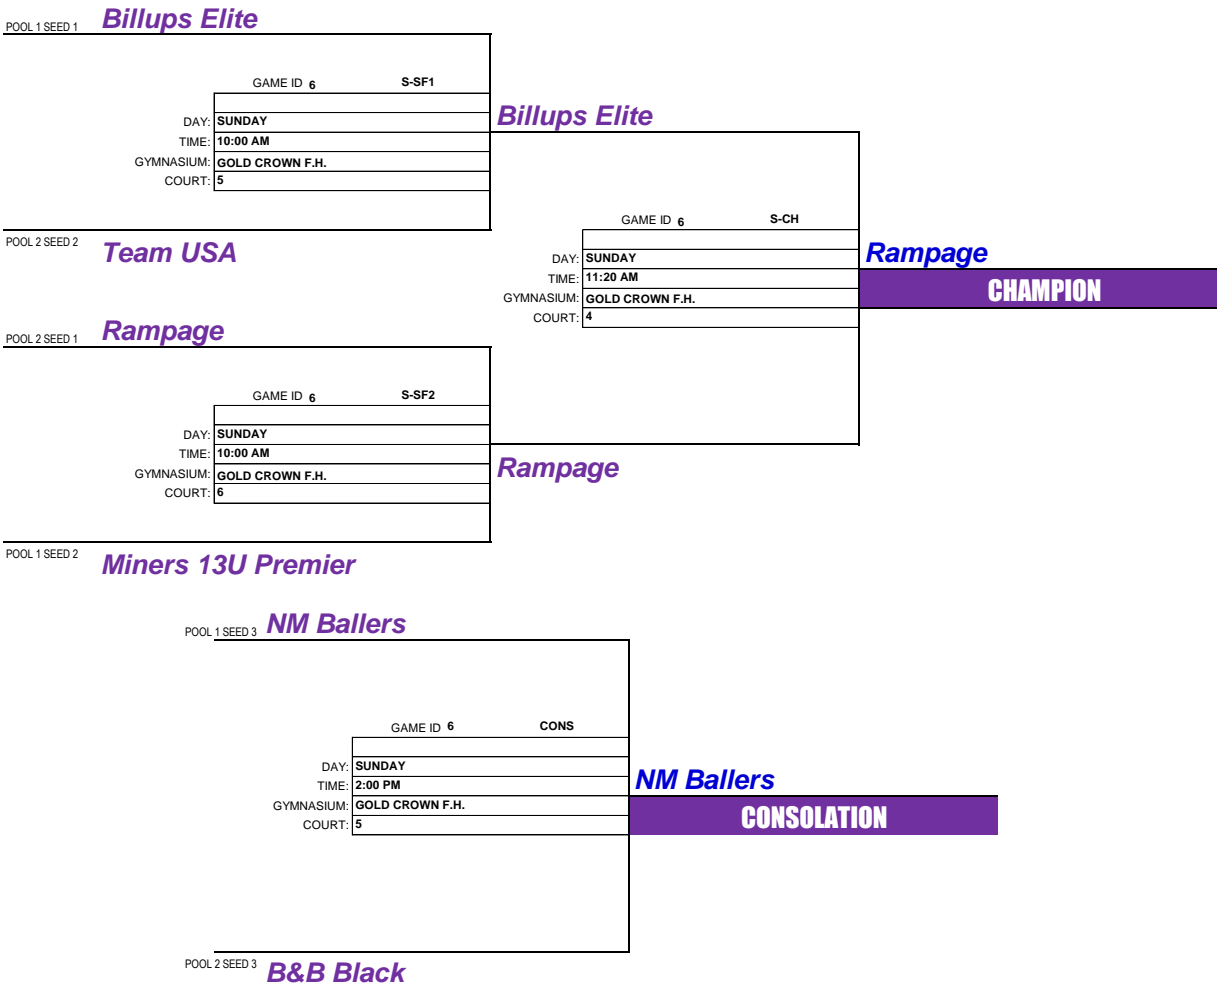 POOL 1 SEED 1 Billups Elite
GAME ID 6 S-SF1
DAY: SUNDAY
TIME: 10:00 AM
GYMNASIUM: GOLD CROWN F.H.
COURT: 5
Billups Elite
POOL 2 SEED 2 Team USA
GAME ID 6 S-CH
DAY: SUNDAY
TIME: 11:20 AM
GYMNASIUM: GOLD CROWN F.H.
COURT: 4
Rampage
CHAMPION
POOL 2 SEED 1 Rampage
GAME ID 6 S-SF2
DAY: SUNDAY
TIME: 10:00 AM
GYMNASIUM: GOLD CROWN F.H.
COURT: 6
Rampage
POOL 1 SEED 2 Miners 13U Premier
POOL 1 SEED 3 NM Ballers
GAME ID 6 CONS
DAY: SUNDAY
TIME: 2:00 PM
GYMNASIUM: GOLD CROWN F.H.
COURT: 5
NM Ballers
CONSOLATION
POOL 2 SEED 3 B&B Black